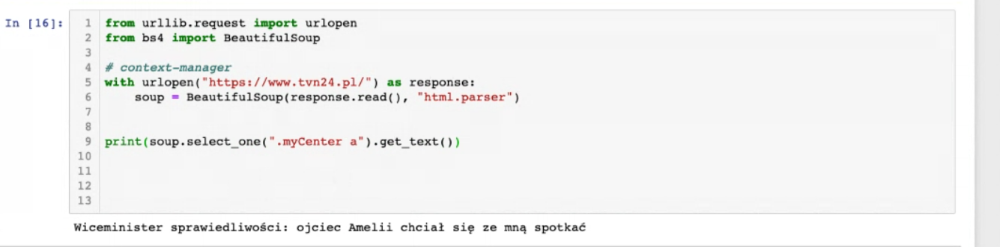 In [16]:
1 from urllib.request import urlopen
2 from bs4 import BeautifulSoup
3
4 # context-manager
5 with urlopen("https://www.tvn24.pl/") as response:
6     soup = BeautifulSoup(response.read(), "html.parser")
7
8
9 print(soup.select_one(".myCenter a").get_text())
10
11
12
13
Wiceminister sprawiedliwości: ojciec Amelii chciał się ze mną spotkać